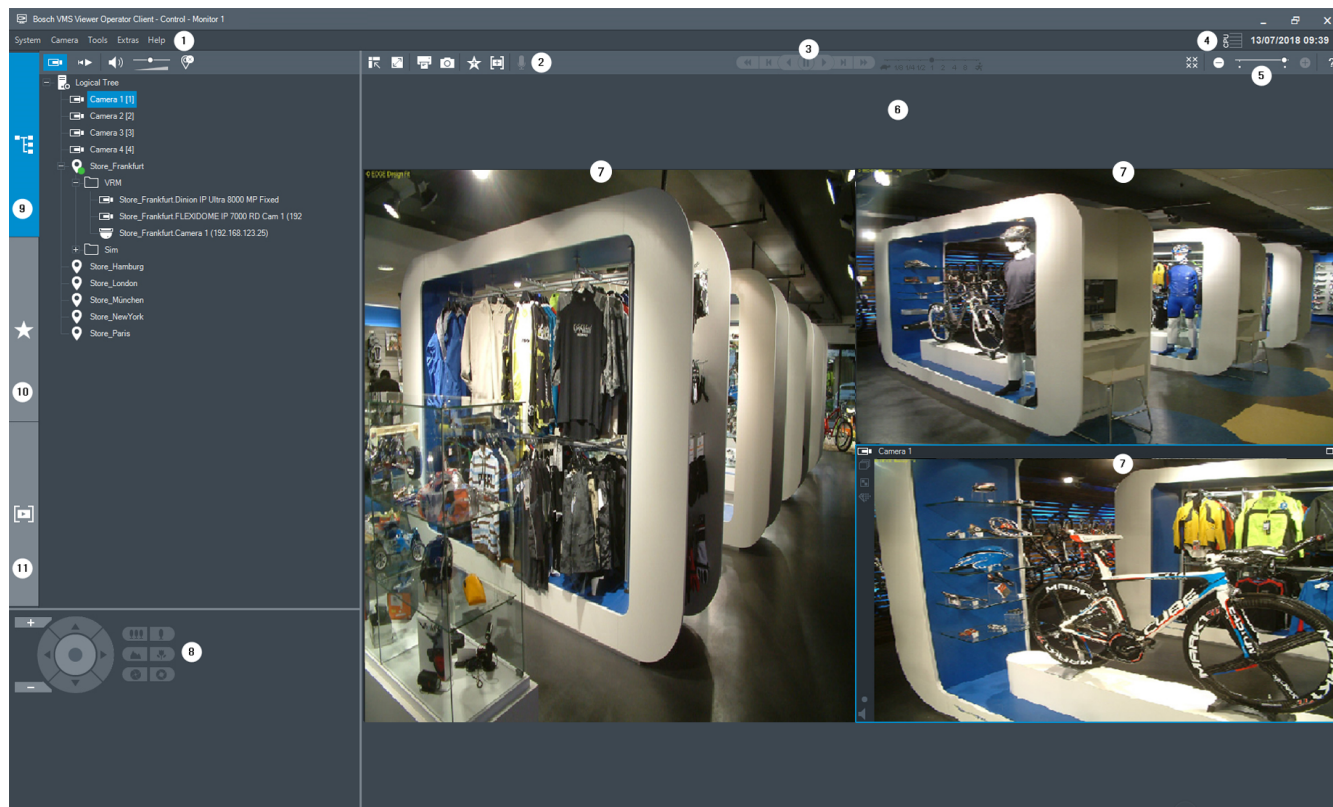 Bosch VMS Viewer Operator Client - Control - Monitor 1
System Camera Tools Extras Help 1
4 13/07/2018 09:39
2
3
5
?
6
Logical Tree
Camera 1 [1]
Camera 2 [2]
Camera 3 [3]
Camera 4 [4]
Store_Frankfurt
VRM
Store_Frankfurt.Dinion IP Ultra 8000 MP Fixed
Store_Frankfurt.FLEXIDOME IP 7000 RD Cam 1 (192
Store_Frankfurt.Camera 1 (192.168.123.25)
Sim
Store_Hamburg
Store_London
Store_München
Store_NewYork
Store_Paris
9
10
11
8
7
7
Camera 1
7
CUBE